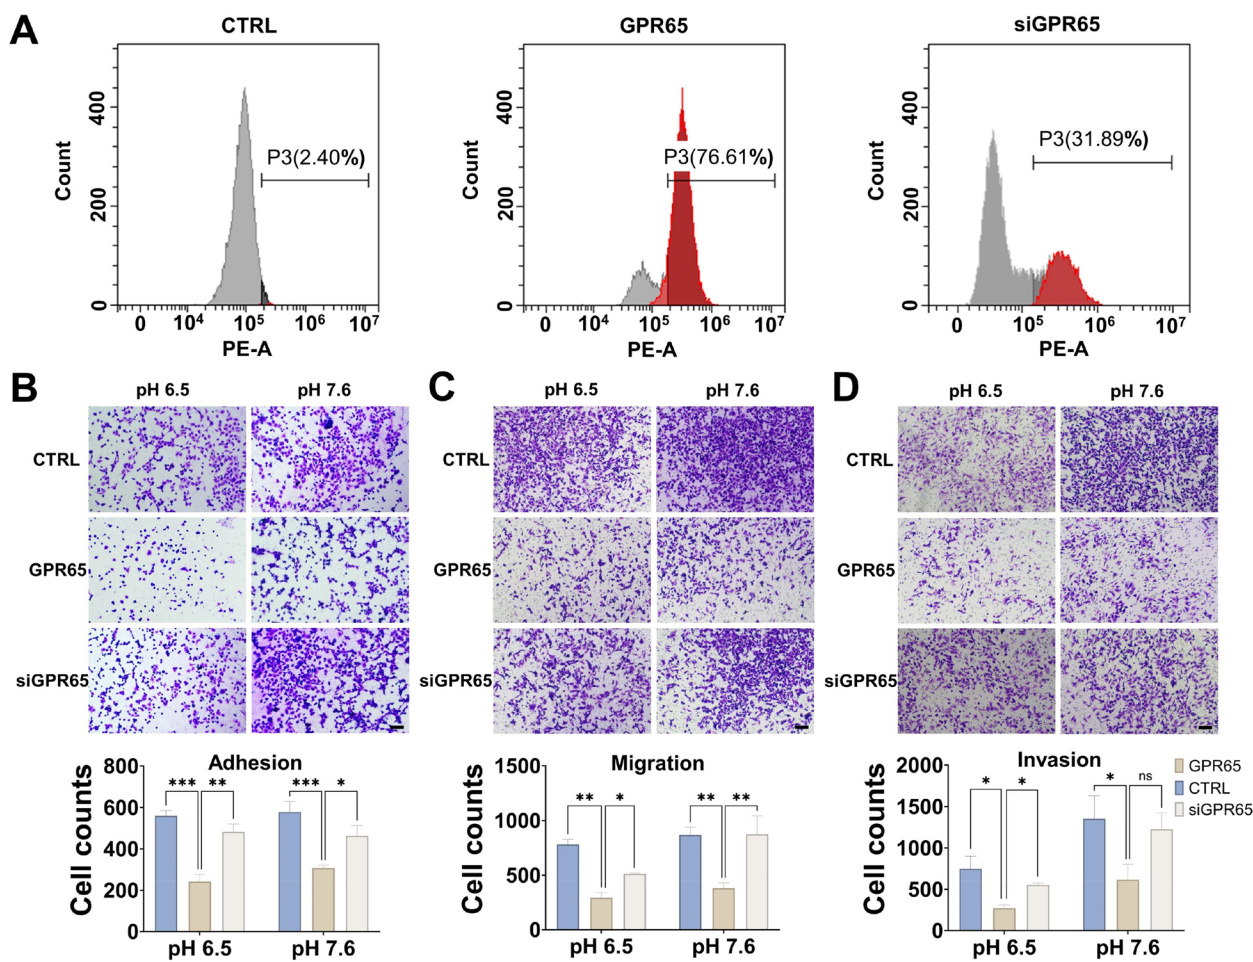 A
CTRL
GPR65
siGPR65
Count
400
200
0
P3(2.40%)
0 10⁴ 10⁵ 10⁶ 10⁷
PE-A
Count
400
200
0
P3(76.61%)
0 10⁴ 10⁵ 10⁶ 10⁷
PE-A
Count
400
200
0
P3(31.89%)
0 10⁵ 10⁶ 10⁷
PE-A
B
pH 6.5 pH 7.6
CTRL
GPR65
siGPR65
C
pH 6.5 pH 7.6
CTRL
GPR65
siGPR65
D
pH 6.5 pH 7.6
CTRL
GPR65
siGPR65
Adhesion
Cell counts
800
600
400
200
0
*** ** *** *
pH 6.5 pH 7.6
Migration
Cell counts
1500
1000
500
0
** * ** **
pH 6.5 pH 7.6
Invasion
Cell counts
2000
1500
1000
500
0
* * * ns
pH 6.5 pH 7.6
GPR65
CTRL
siGPR65